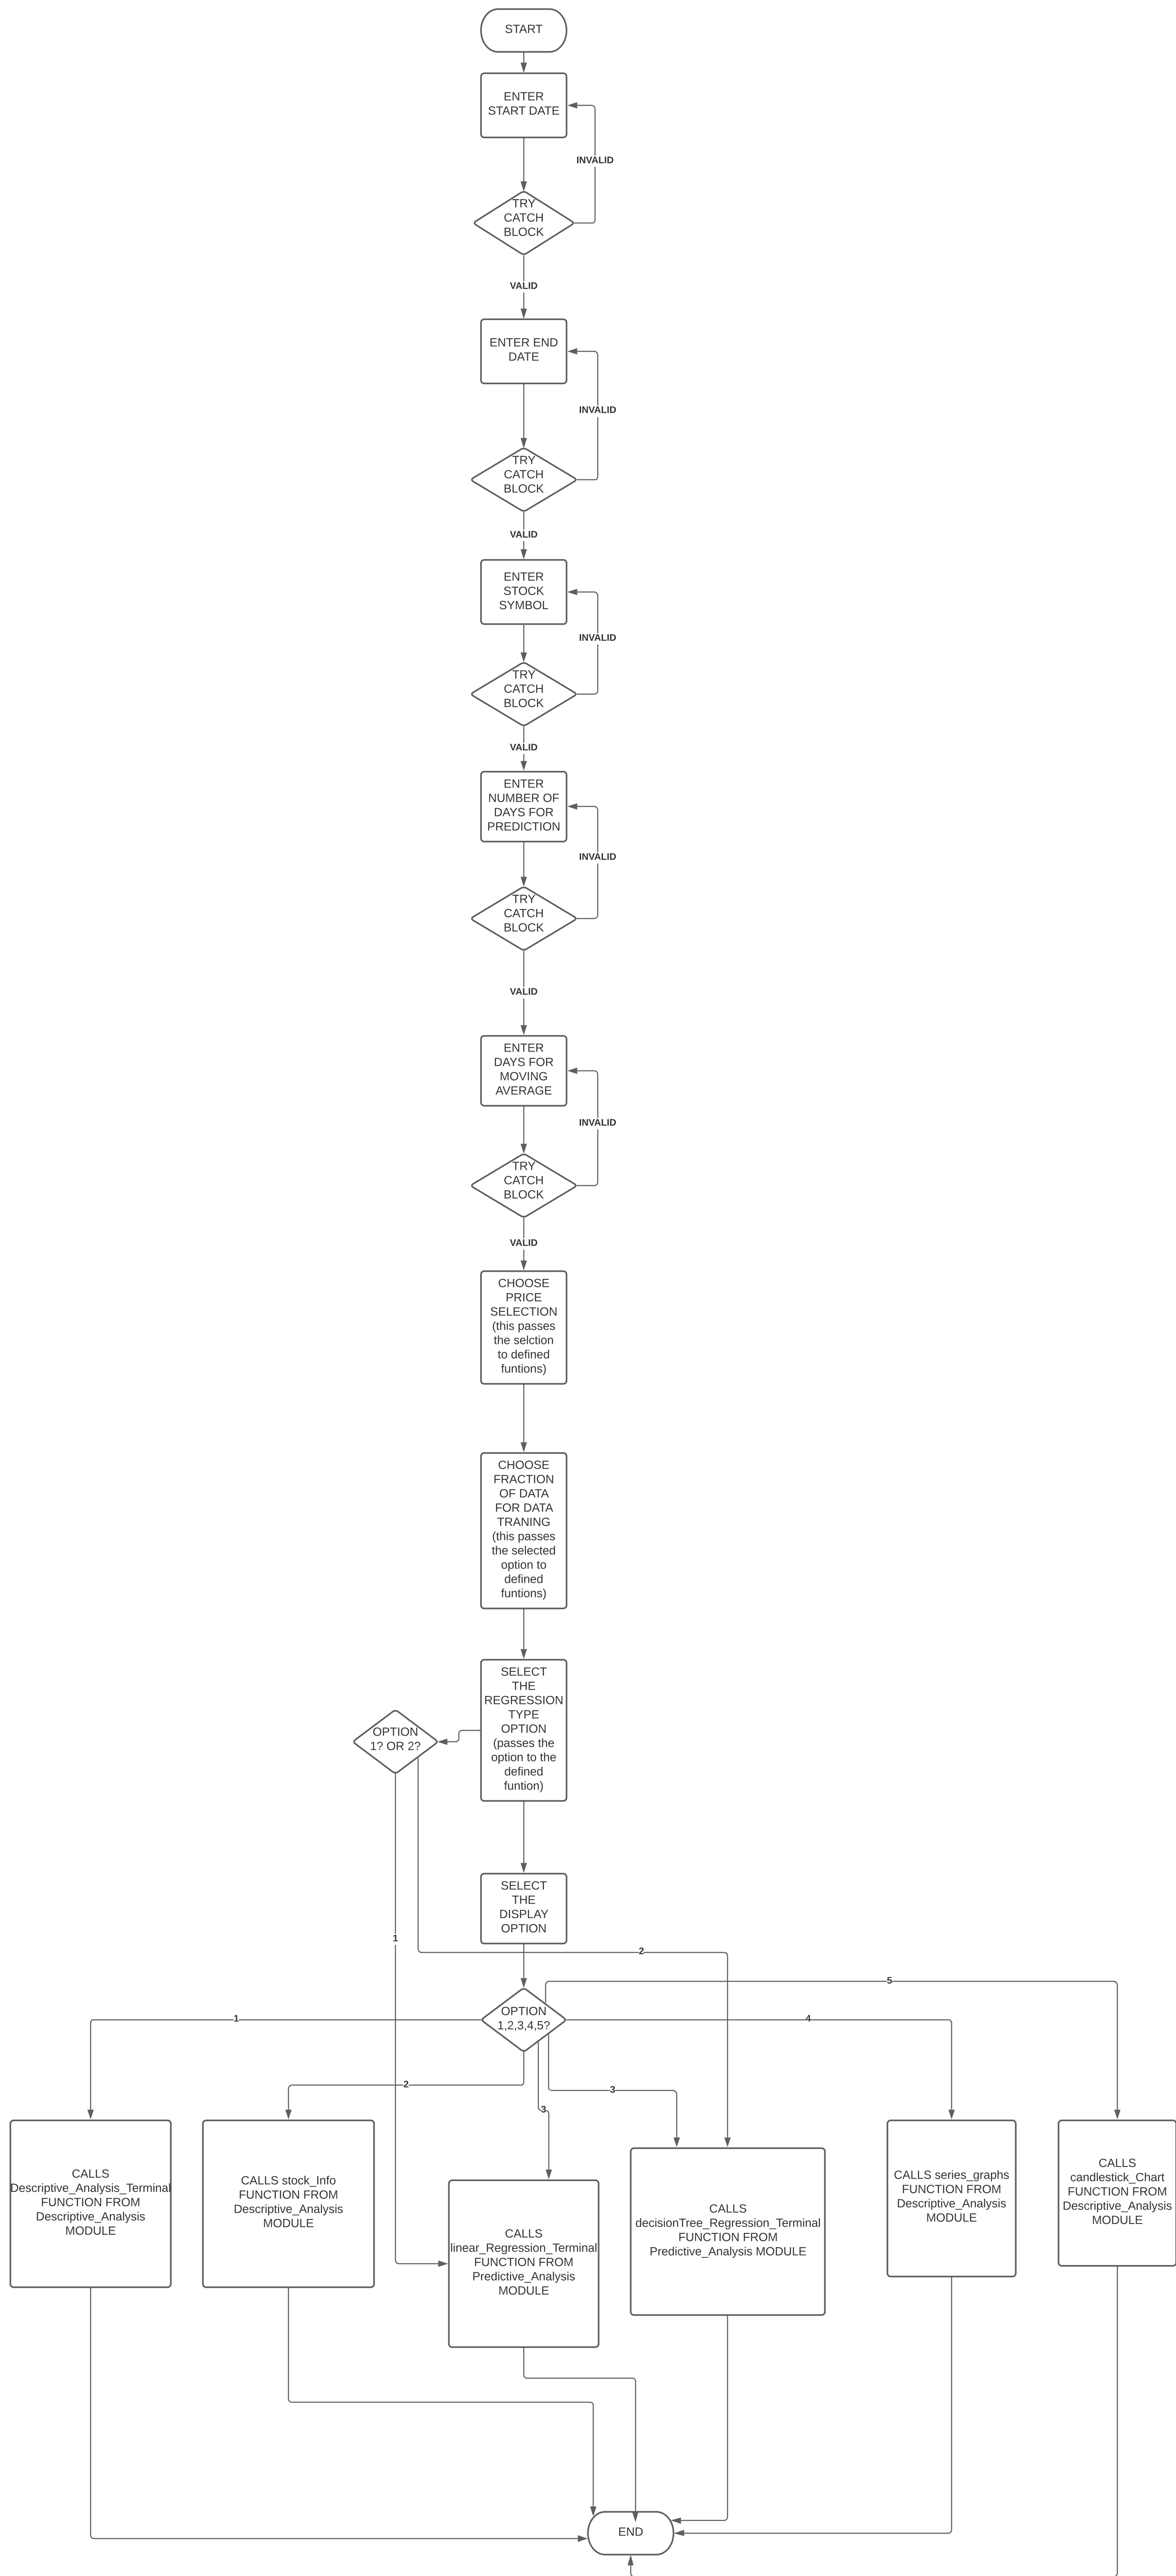 START
ENTER
START DATE
INVALID
TRY
CATCH
BLOCK
VALID
ENTER END
DATE
INVALID
TRY
CATCH
BLOCK
VALID
ENTER
STOCK
SYMBOL
INVALID
TRY
CATCH
BLOCK
VALID
ENTER
NUMBER OF
DAYS FOR
PREDICTION
INVALID
TRY
CATCH
BLOCK
VALID
ENTER
DAYS FOR
MOVING
AVERAGE
INVALID
TRY
CATCH
BLOCK
VALID
CHOOSE
PRICE
SELECTION
(this passes
the selction
to defined
funtions)
CHOOSE
FRACTION
OF DATA
FOR DATA
TRANING
(this passes
the selected
option to
defined
funtions)
SELECT
THE
REGRESSION
TYPE
OPTION
(passes the
option to the
defined
funtion)
OPTION
1? OR 2?
SELECT
THE
DISPLAY
OPTION
1
2
5
OPTION
1,2,3,4,5?
1
4
2
3
3
CALLS
Descriptive_Analysis_Terminal
FUNCTION FROM
Descriptive_Analysis
MODULE
CALLS stock_Info
FUNCTION FROM
Descriptive_Analysis
MODULE
CALLS
linear_Regression_Terminal
FUNCTION FROM
Predictive_Analysis
MODULE
CALLS
decisionTree_Regression_Terminal
FUNCTION FROM
Predictive_Analysis MODULE
CALLS series_graphs
FUNCTION FROM
Descriptive_Analysis
MODULE
CALLS
candlestick_Chart
FUNCTION FROM
Descriptive_Analysis
MODULE
END